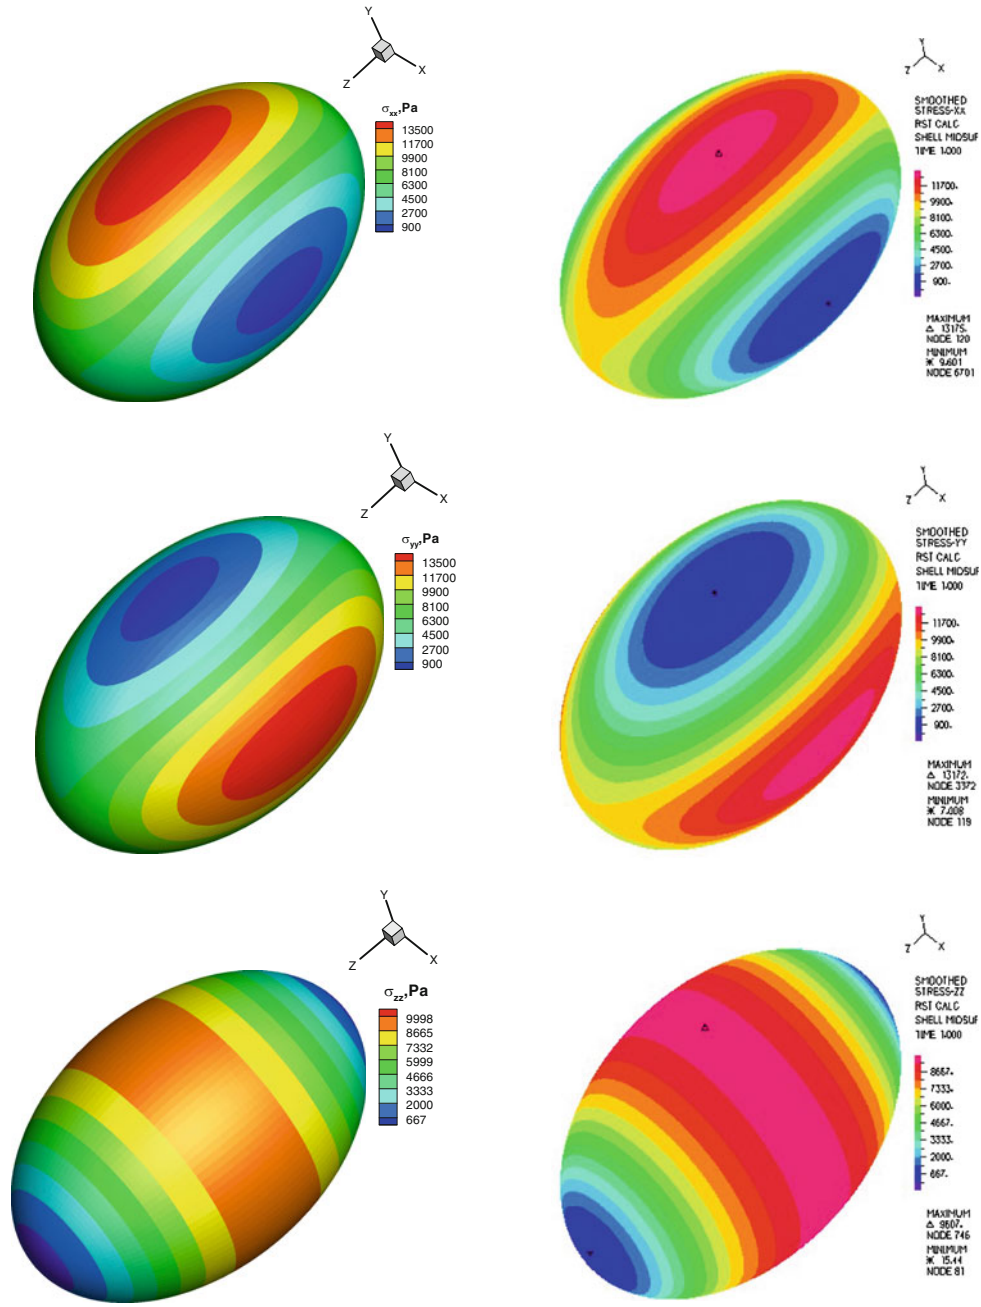 Y
X
Z
σxx,Pa
13500
11700
9900
8100
6300
4500
2700
900
Y
Z
X
SMOOTHED
STRESS-XX
RST CALC
SHELL MIDSUF
TIME 1.000
11700.
9900.
8100.
6300.
4500.
2700.
900.
MAXIMUM
△ 13175.
NODE 120
MINIMUM
* 9.601
NODE 6701
Y
X
Z
σyy,Pa
13500
11700
9900
8100
6300
4500
2700
900
Y
Z
X
SMOOTHED
STRESS-YY
RST CALC
SHELL MIDSUF
TIME 1.000
11700.
9900.
8100.
6300.
4500.
2700.
900.
MAXIMUM
△ 13172.
NODE 3372
MINIMUM
* 7.008
NODE 119
Y
Z
X
σzz,Pa
9998
8665
7332
5999
4666
3333
2000
667
Y
Z
X
SMOOTHED
STRESS-ZZ
RST CALC
SHELL MIDSUF
TIME 1.000
8667.
7333.
6000.
4667.
3333.
2000.
667.
MAXIMUM
△ 9607.
NODE 746
MINIMUM
* 15.44
NODE 81